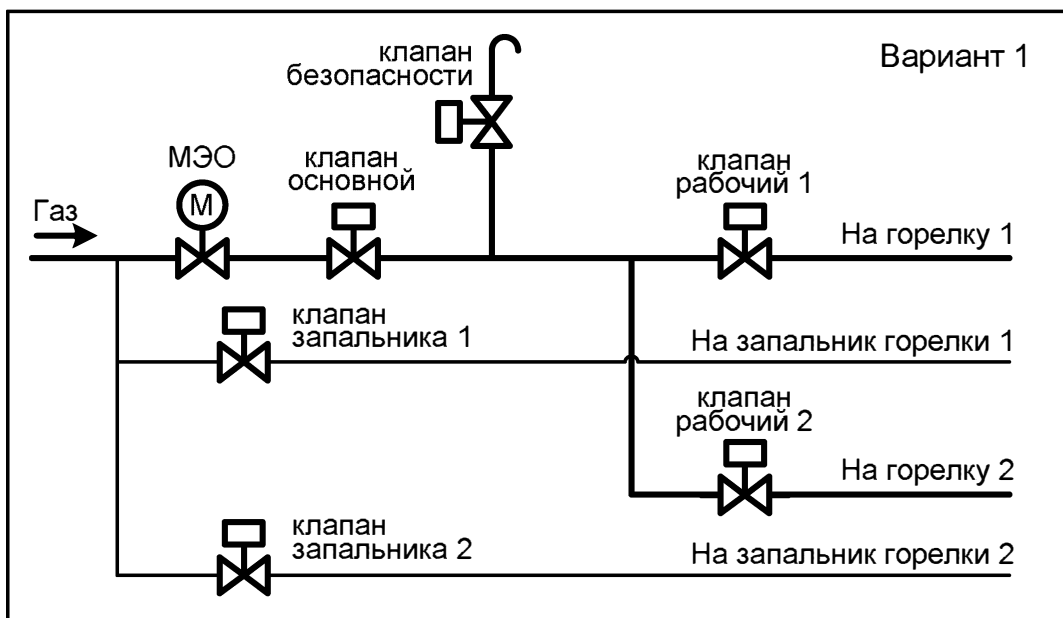 Вариант 1
клапан
безопасности
МЭО
М
клапан
основной
клапан
рабочий 1
Газ
На горелку 1
клапан
запальника 1
На запальник горелки 1
клапан
рабочий 2
На горелку 2
клапан
запальника 2
На запальник горелки 2